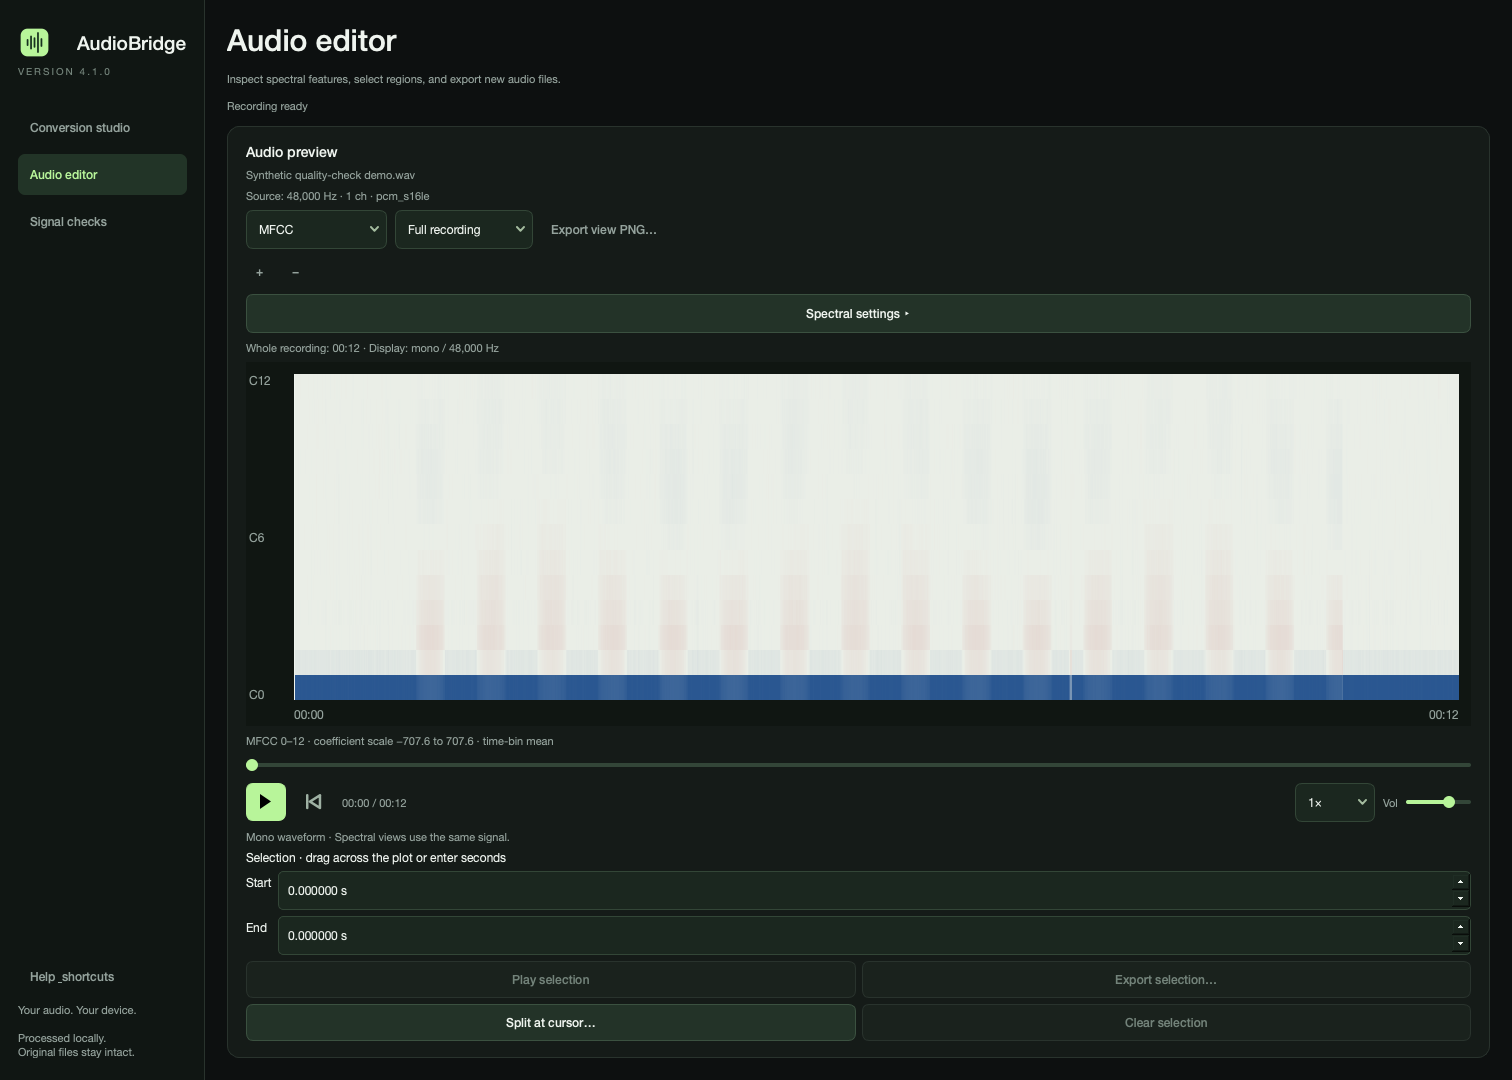 AudioBridge
VERSION 4.1.0
Conversion studio
Audio editor
Signal checks
Help _shortcuts
Your audio. Your device.
Processed locally.
Original files stay intact.
Audio editor
Inspect spectral features, select regions, and export new audio files.
Recording ready
Audio preview
Synthetic quality-check demo.wav
Source: 48,000 Hz · 1 ch · pcm_s16le
MFCC
Full recording
Export view PNG…
+ −
Spectral settings ‣
Whole recording: 00:12 · Display: mono / 48,000 Hz
C12
C6
C0
00:00
00:12
MFCC 0–12 · coefficient scale −707.6 to 707.6 · time-bin mean
00:00 / 00:12
1×
Vol
Mono waveform · Spectral views use the same signal.
Selection · drag across the plot or enter seconds
Start
0.000000 s
End
0.000000 s
Play selection
Export selection…
Split at cursor…
Clear selection